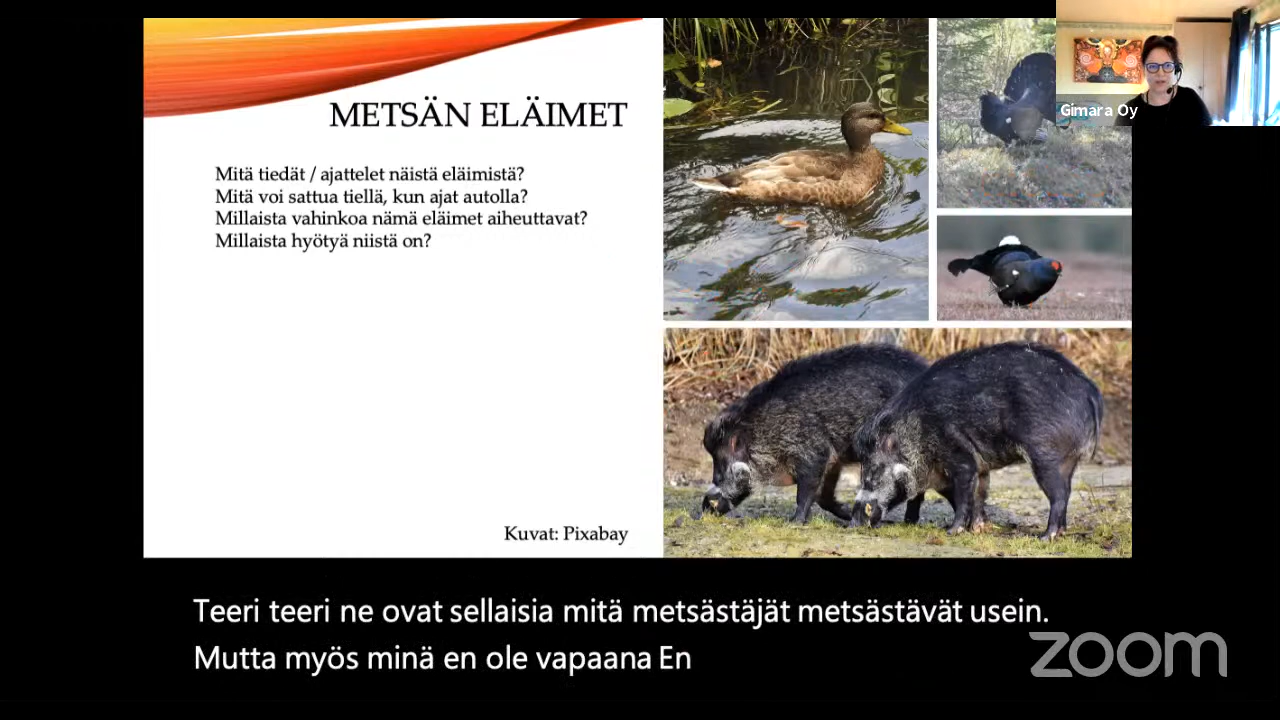 METSÄN ELÄIMET
Mitä tiedät / ajattelet näistä eläimistä?
Mitä voi sattua tiellä, kun ajat autolla?
Millaista vahinkoa nämä eläimet aiheuttavat?
Millaista hyötyä niistä on?
Kuvat: Pixabay
Gimara Oy
Teeri teeri ne ovat sellaisia mitä metsästäjät metsästävät usein.
Mutta myös minä en ole vapaana En
zoom